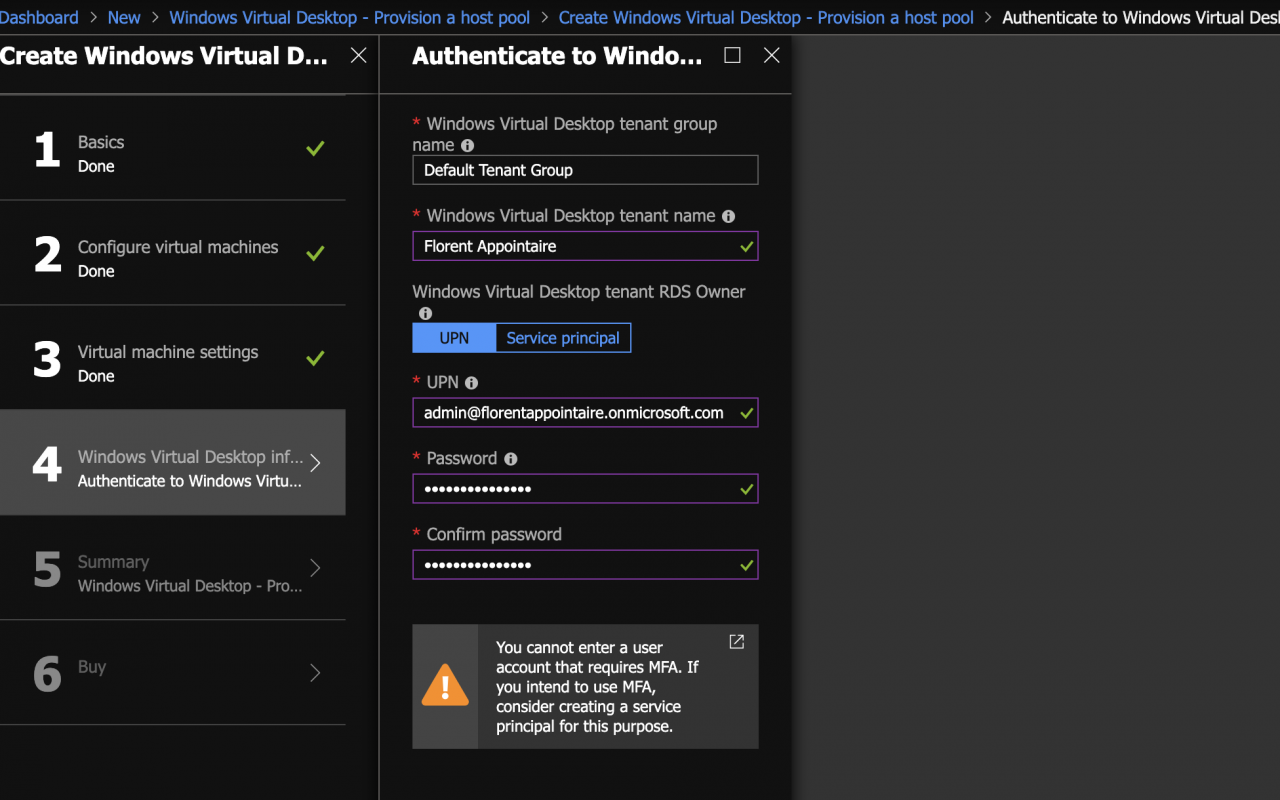 Dashboard > New > Windows Virtual Desktop - Provision a host pool > Create Windows Virtual Desktop - Provision a host pool > Authenticate to Windows Virtual Des
Create Windows Virtual D...
1
Basics
Done
2
Configure virtual machines
Done
3
Virtual machine settings
Done
4
Windows Virtual Desktop inf...
Authenticate to Windows Virtu...
5
Summary
Windows Virtual Desktop - Pro...
6
Buy
Authenticate to Windo...
* Windows Virtual Desktop tenant group
name
Default Tenant Group
* Windows Virtual Desktop tenant name
Florent Appointaire
Windows Virtual Desktop tenant RDS Owner
UPN Service principal
* UPN
admin@florentappointaire.onmicrosoft.com
* Password
•••••••••••••••
* Confirm password
•••••••••••••••
You cannot enter a user
account that requires MFA. If
you intend to use MFA,
consider creating a service
principal for this purpose.